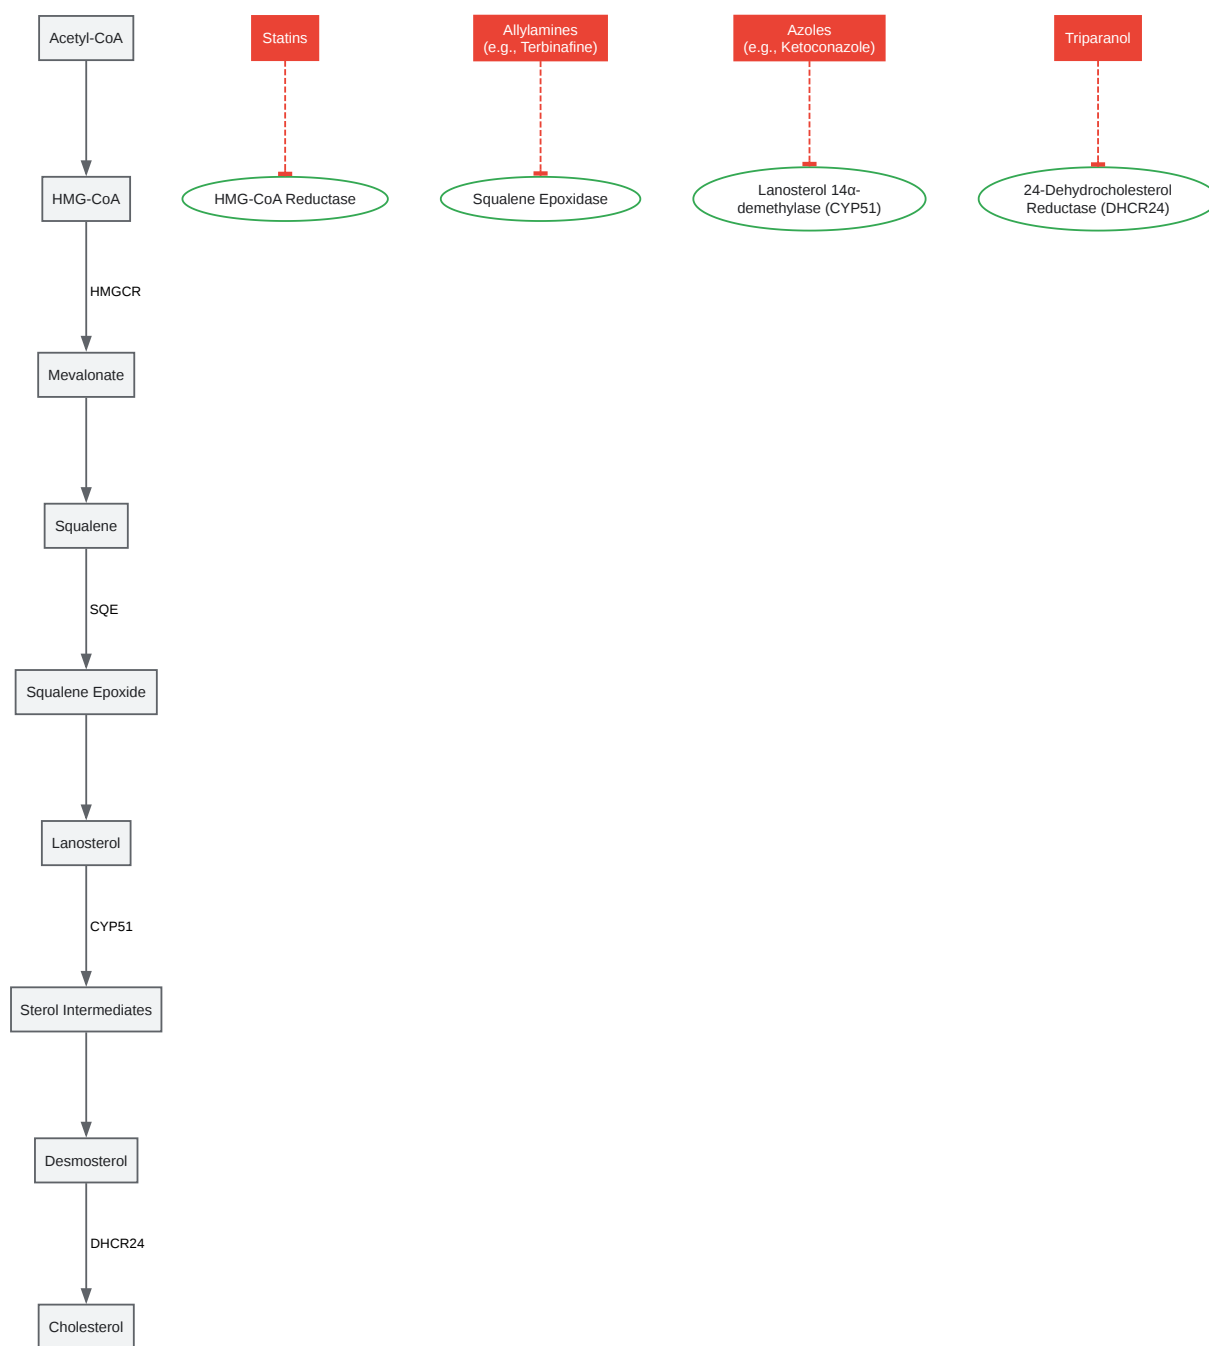 Acetyl-CoA
Statins
Allylamines
(e.g., Terbinafine)
Azoles
(e.g., Ketoconazole)
Triparanol
HMG-CoA
HMG-CoA Reductase
Squalene Epoxidase
Lanosterol 14α-
demethylase (CYP51)
24-Dehydrocholesterol
Reductase (DHCR24)
HMGCR
Mevalonate
Squalene
SQE
Squalene Epoxide
Lanosterol
CYP51
Sterol Intermediates
Desmosterol
DHCR24
Cholesterol